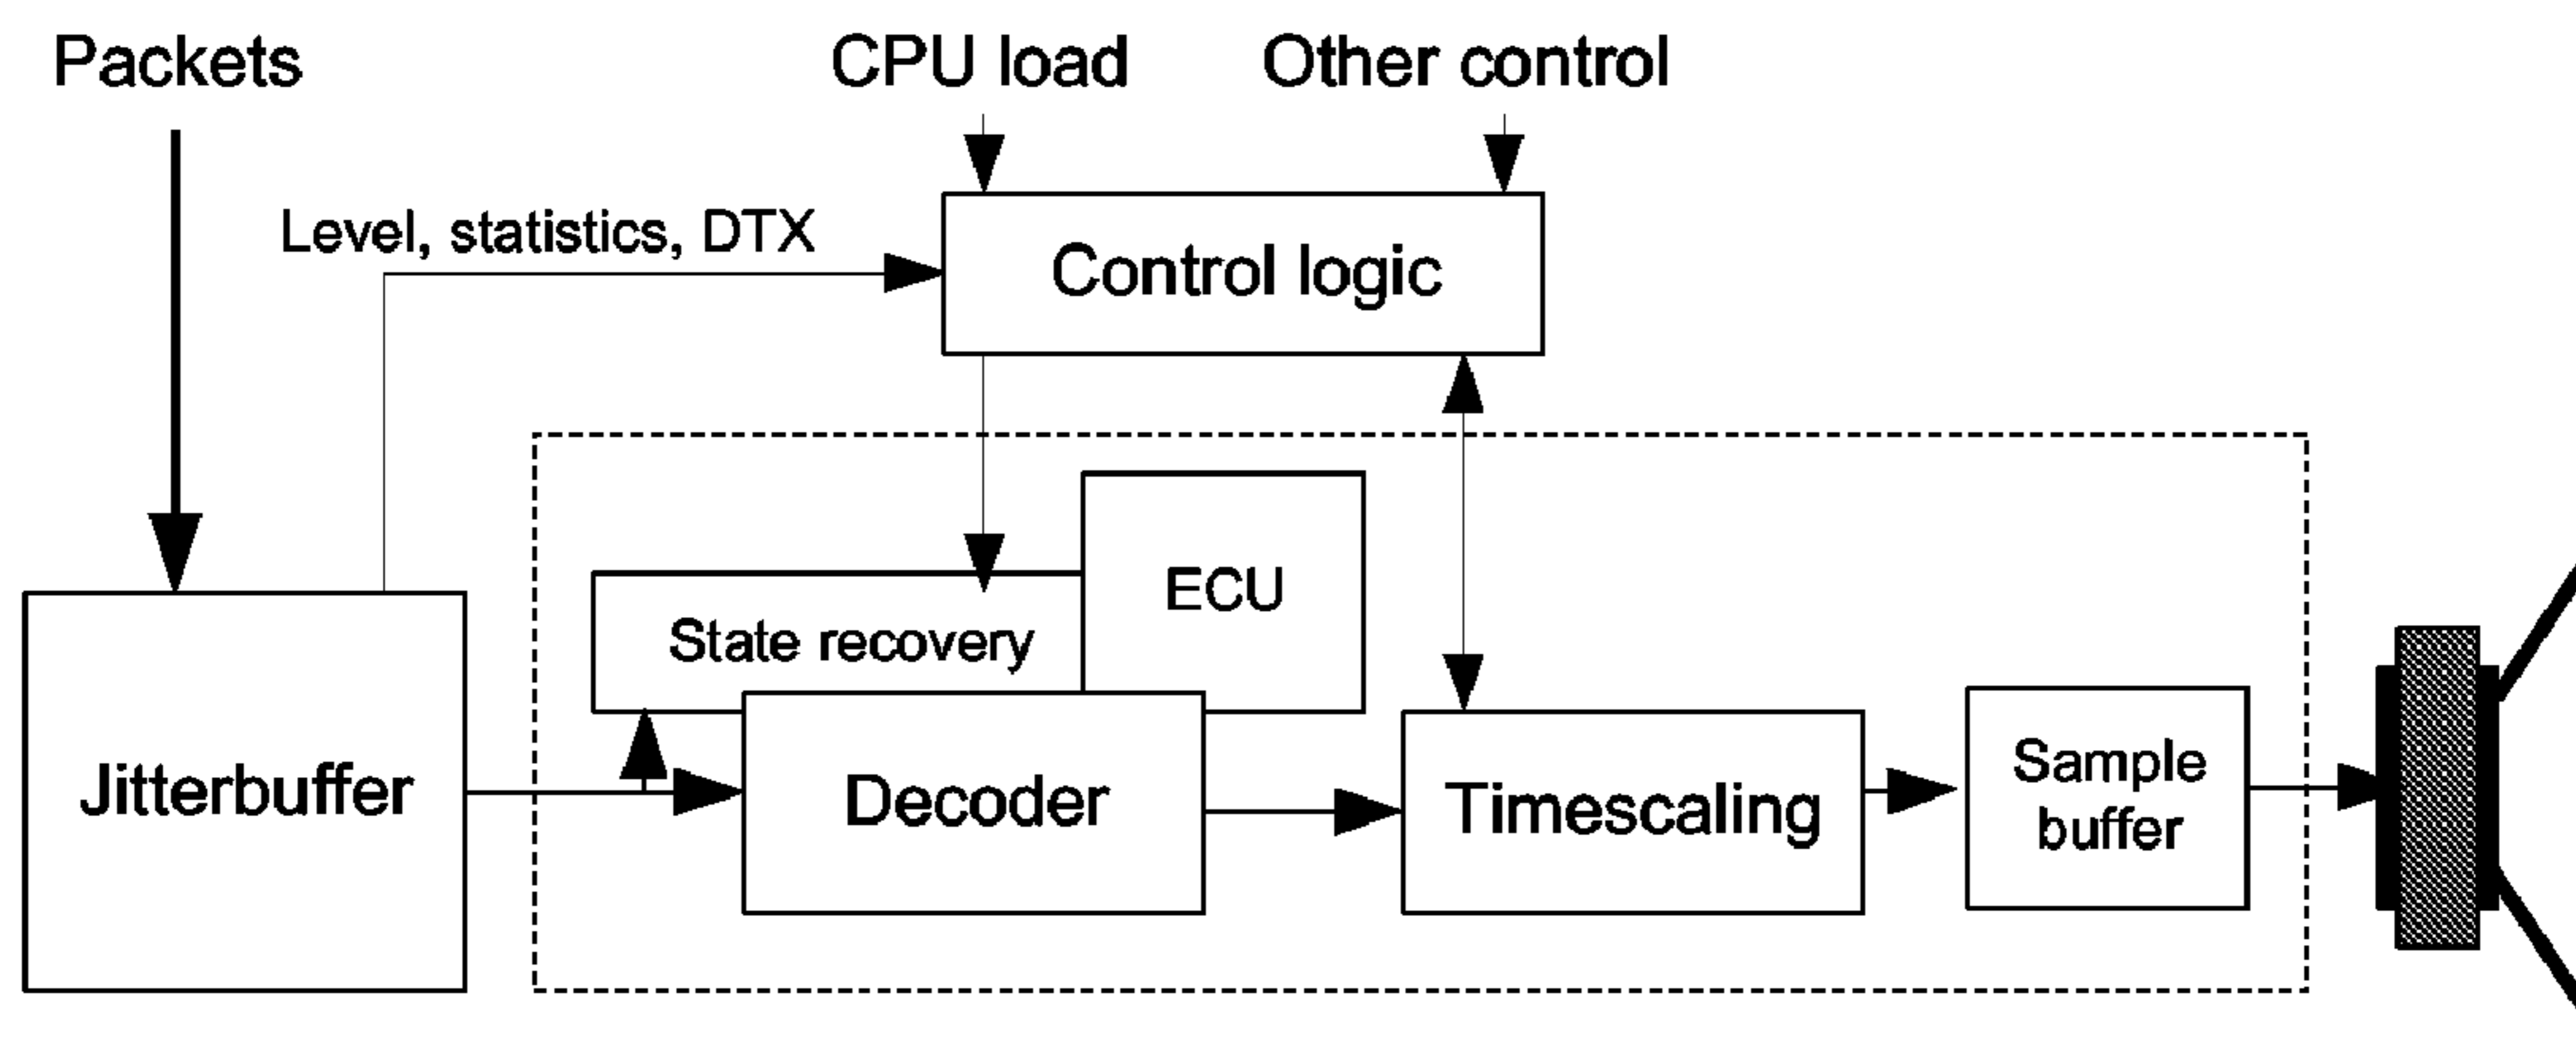 Packets
CPU load
Other control
Level, statistics, DTX
Control logic
ECU
State recovery
Jitterbuffer
Decoder
Timescaling
Sample
buffer